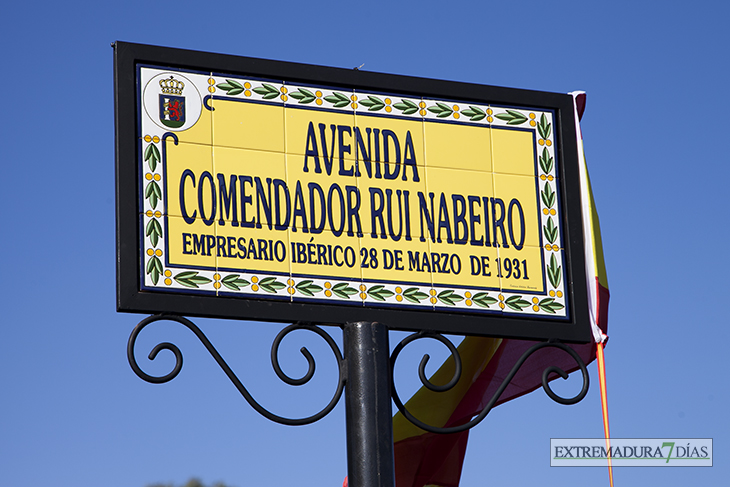 AVENIDA
COMENDADOR RUI NABEIRO
EMPRESARIO IBÉRICO 28 DE MARZO DE 1931
EXTREMADURA7DÍAS